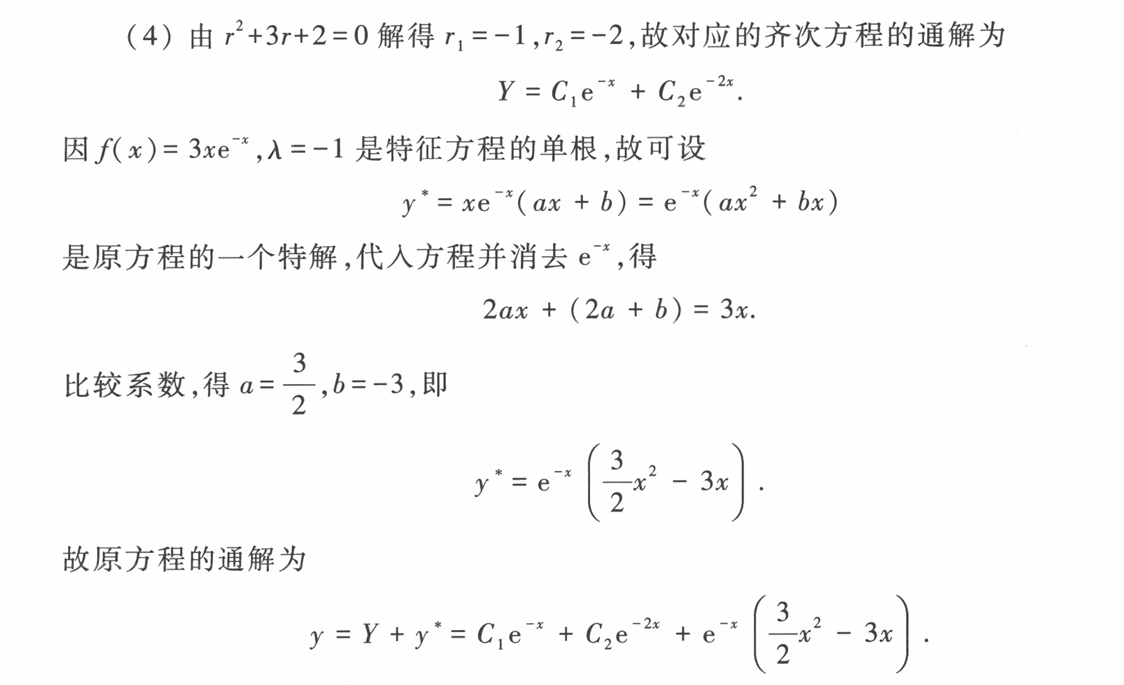 (4) 由 r²+3r+2=0 解得 r₁=-1,r₂=-2,故对应的齐次方程的通解为
Y = C₁e⁻ˣ + C₂e⁻²ˣ.
因 f(x)=3xe⁻ˣ,λ=-1 是特征方程的单根,故可设
y* = xe⁻ˣ(ax + b) = e⁻ˣ(ax² + bx)
是原方程的一个特解,代入方程并消去 e⁻ˣ,得
2ax + (2a + b) = 3x.
比较系数,得 a=3/2,b=-3,即
y* = e⁻ˣ(3/2 x² - 3x).
故原方程的通解为
y = Y + y* = C₁e⁻ˣ + C₂e⁻²ˣ + e⁻ˣ(3/2 x² - 3x).